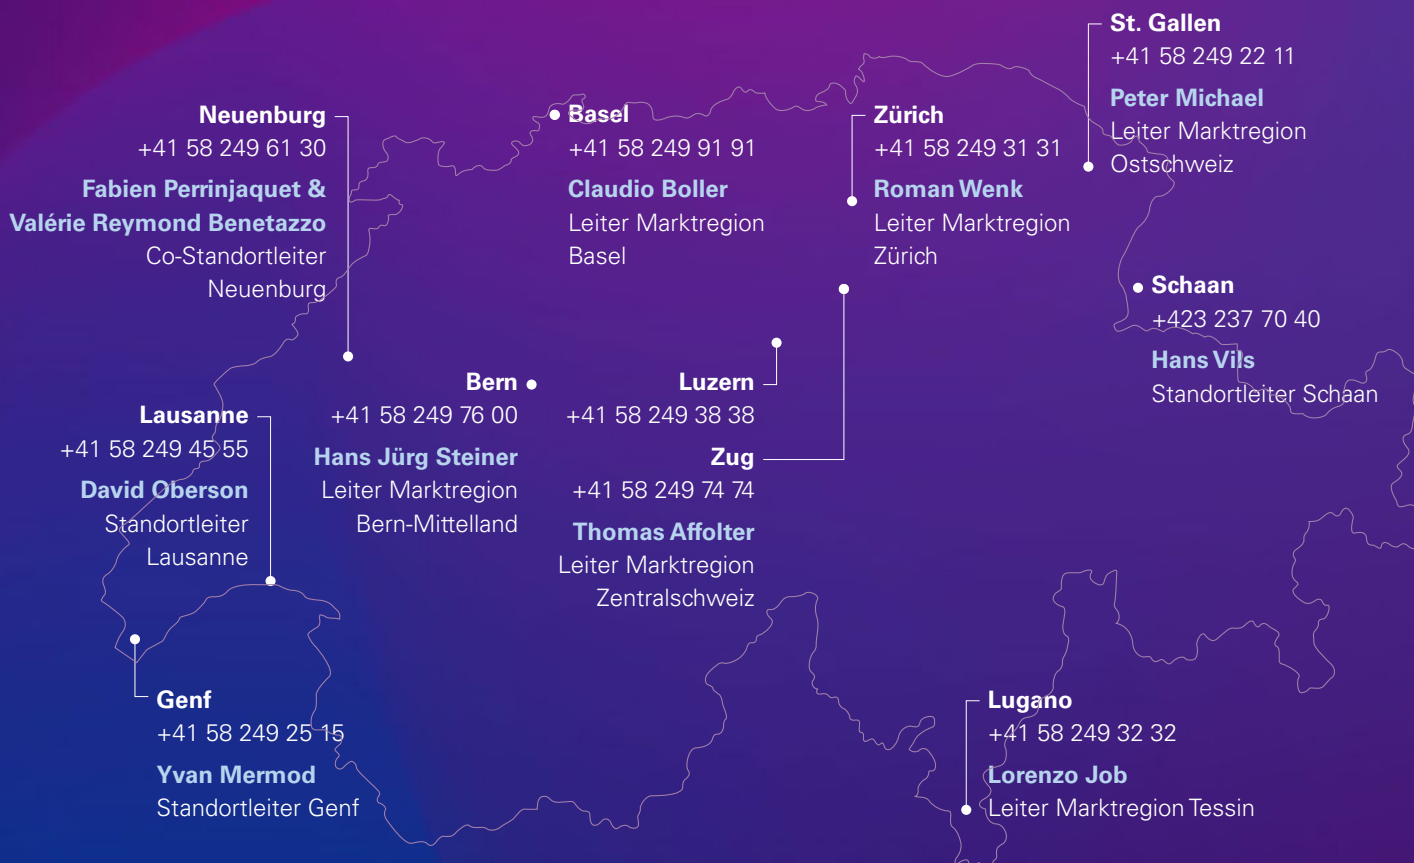 St. Gallen
+41 58 249 22 11
Peter Michael
Leiter Marktregion
Ostschweiz
Neuenburg
+41 58 249 61 30
Fabien Perrinjaquet &
Valérie Reymond Benetazzo
Co-Standortleiter
Neuenburg
Basel
+41 58 249 91 91
Claudio Boller
Leiter Marktregion
Basel
Zürich
+41 58 249 31 31
Roman Wenk
Leiter Marktregion
Zürich
Schaan
+423 237 70 40
Hans Vils
Standortleiter Schaan
Lausanne
+41 58 249 45 55
David Oberson
Standortleiter
Lausanne
Bern
+41 58 249 76 00
Hans Jürg Steiner
Leiter Marktregion
Bern-Mittelland
Luzern
+41 58 249 38 38
Zug
+41 58 249 74 74
Thomas Affolter
Leiter Marktregion
Zentralschweiz
Genf
+41 58 249 25 15
Yvan Mermod
Standortleiter Genf
Lugano
+41 58 249 32 32
Lorenzo Job
Leiter Marktregion Tessin